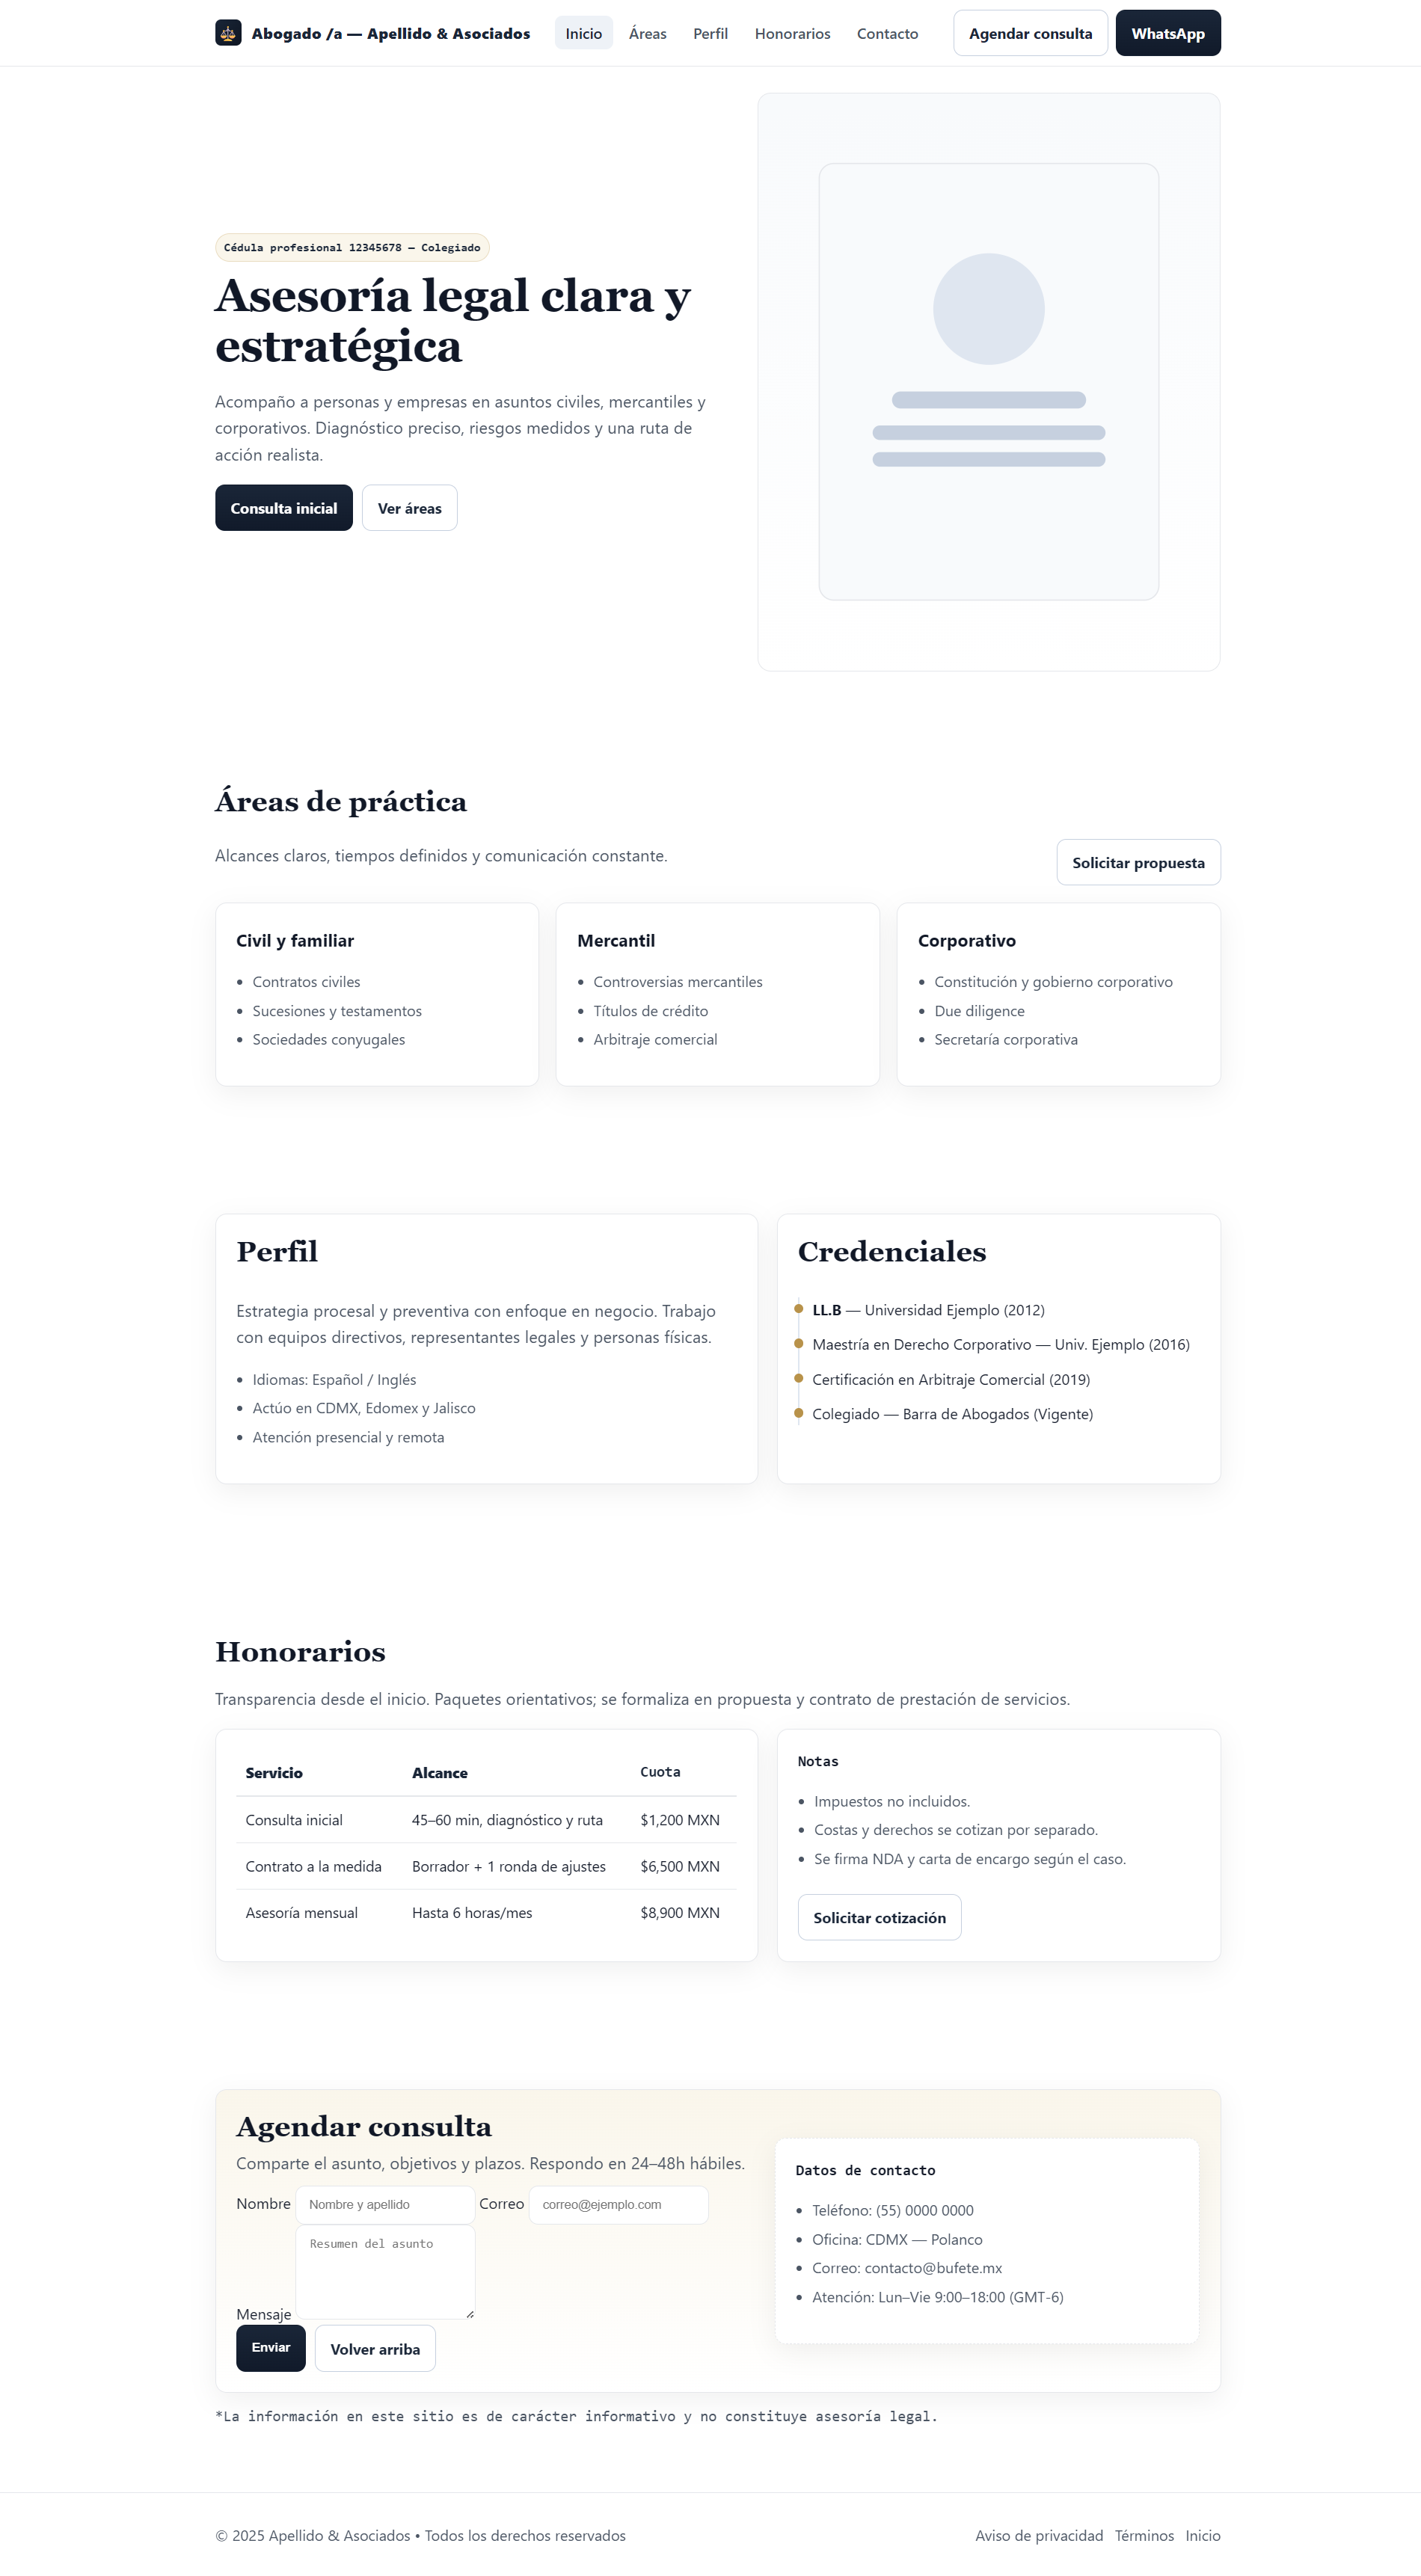 Abogado /a — Apellido & Asociados
Inicio
Áreas
Perfil
Honorarios
Contacto
Agendar consulta
WhatsApp
Cédula profesional 12345678 — Colegiado
Asesoría legal clara y
estratégica
Acompaño a personas y empresas en asuntos civiles, mercantiles y
corporativos. Diagnóstico preciso, riesgos medidos y una ruta de
acción realista.
Consulta inicial
Ver áreas
Áreas de práctica
Alcances claros, tiempos definidos y comunicación constante.
Solicitar propuesta
Civil y familiar
• Contratos civiles
• Sucesiones y testamentos
• Sociedades conyugales
Mercantil
• Controversias mercantiles
• Títulos de crédito
• Arbitraje comercial
Corporativo
• Constitución y gobierno corporativo
• Due diligence
• Secretaría corporativa
Perfil
Estrategia procesal y preventiva con enfoque en negocio. Trabajo
con equipos directivos, representantes legales y personas físicas.
• Idiomas: Español / Inglés
• Actúo en CDMX, Edomex y Jalisco
• Atención presencial y remota
Credenciales
LL.B — Universidad Ejemplo (2012)
Maestría en Derecho Corporativo — Univ. Ejemplo (2016)
Certificación en Arbitraje Comercial (2019)
Colegiado — Barra de Abogados (Vigente)
Honorarios
Transparencia desde el inicio. Paquetes orientativos; se formaliza en propuesta y contrato de prestación de servicios.
Servicio Alcance Cuota
Consulta inicial 45–60 min, diagnóstico y ruta $1,200 MXN
Contrato a la medida Borrador + 1 ronda de ajustes $6,500 MXN
Asesoría mensual Hasta 6 horas/mes $8,900 MXN
Notas
• Impuestos no incluidos.
• Costas y derechos se cotizan por separado.
• Se firma NDA y carta de encargo según el caso.
Solicitar cotización
Agendar consulta
Comparte el asunto, objetivos y plazos. Respondo en 24–48h hábiles.
Nombre Nombre y apellido Correo correo@ejemplo.com
Resumen del asunto
Mensaje
Enviar
Volver arriba
Datos de contacto
• Teléfono: (55) 0000 0000
• Oficina: CDMX — Polanco
• Correo: contacto@bufete.mx
• Atención: Lun–Vie 9:00–18:00 (GMT-6)
*La información en este sitio es de carácter informativo y no constituye asesoría legal.
© 2025 Apellido & Asociados • Todos los derechos reservados
Aviso de privacidad Términos Inicio